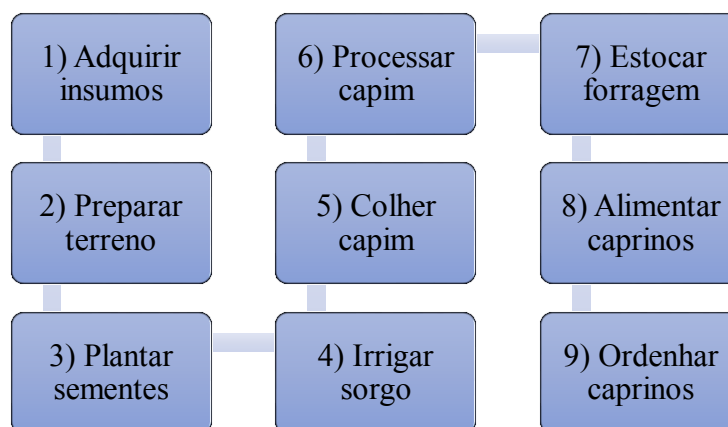 1) Adquirir
insumos
2) Preparar
terreno
3) Plantar
sementes
4) Irrigar
sorgo
5) Colher
capim
6) Processar
capim
7) Estocar
forragem
8) Alimentar
caprinos
9) Ordenhar
caprinos